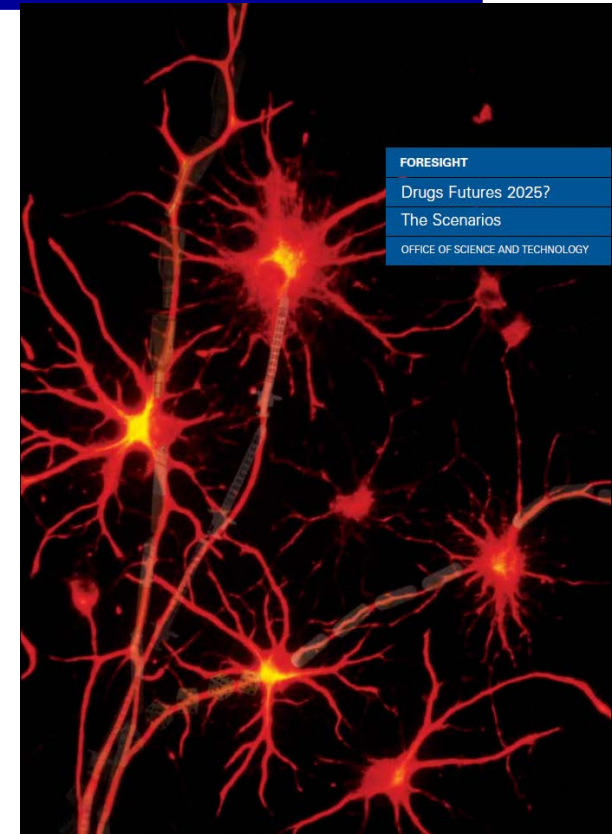 FORESIGHT
Drugs Futures 2025?
The Scenarios
OFFICE OF SCIENCE AND TECHNOLOGY